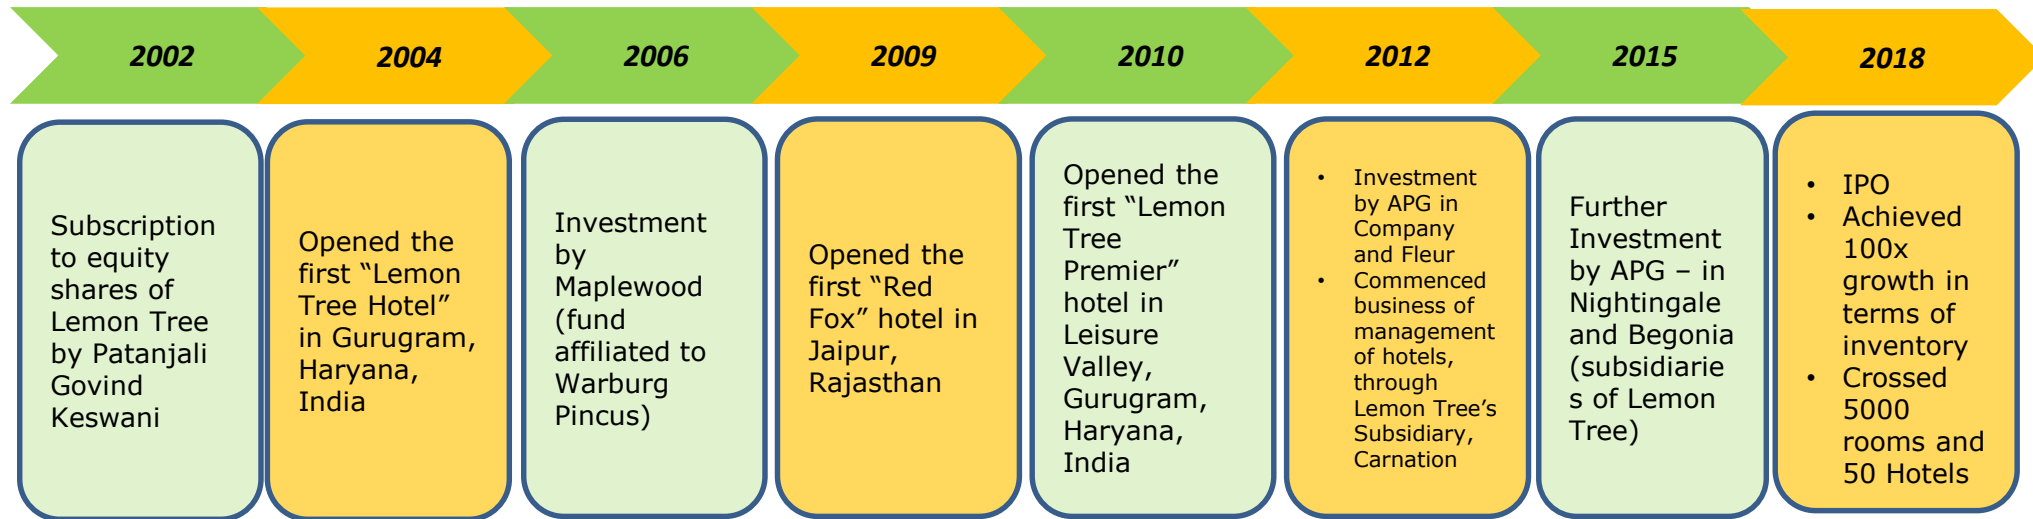 2002
2004
2006
2009
2010
2012
2015
2018
Subscription
to equity
shares of
Lemon Tree
by Patanjali
Govind
Keswani
Opened the
first “Lemon
Tree Hotel”
in Gurugram,
Haryana,
India
Investment
by
Maplewood
(fund
affiliated to
Warburg
Pincus)
Opened the
first “Red
Fox” hotel in
Jaipur,
Rajasthan
Opened the
first “Lemon
Tree
Premier”
hotel in
Leisure
Valley,
Gurugram,
Haryana,
India
• Investment
by APG in
Company
and Fleur
• Commenced
business of
management
of hotels,
through
Lemon Tree’s
Subsidiary,
Carnation
Further
Investment
by APG – in
Nightingale
and Begonia
(subsidiarie
s of Lemon
Tree)
• IPO
• Achieved
100x
growth in
terms of
inventory
• Crossed
5000
rooms and
50 Hotels